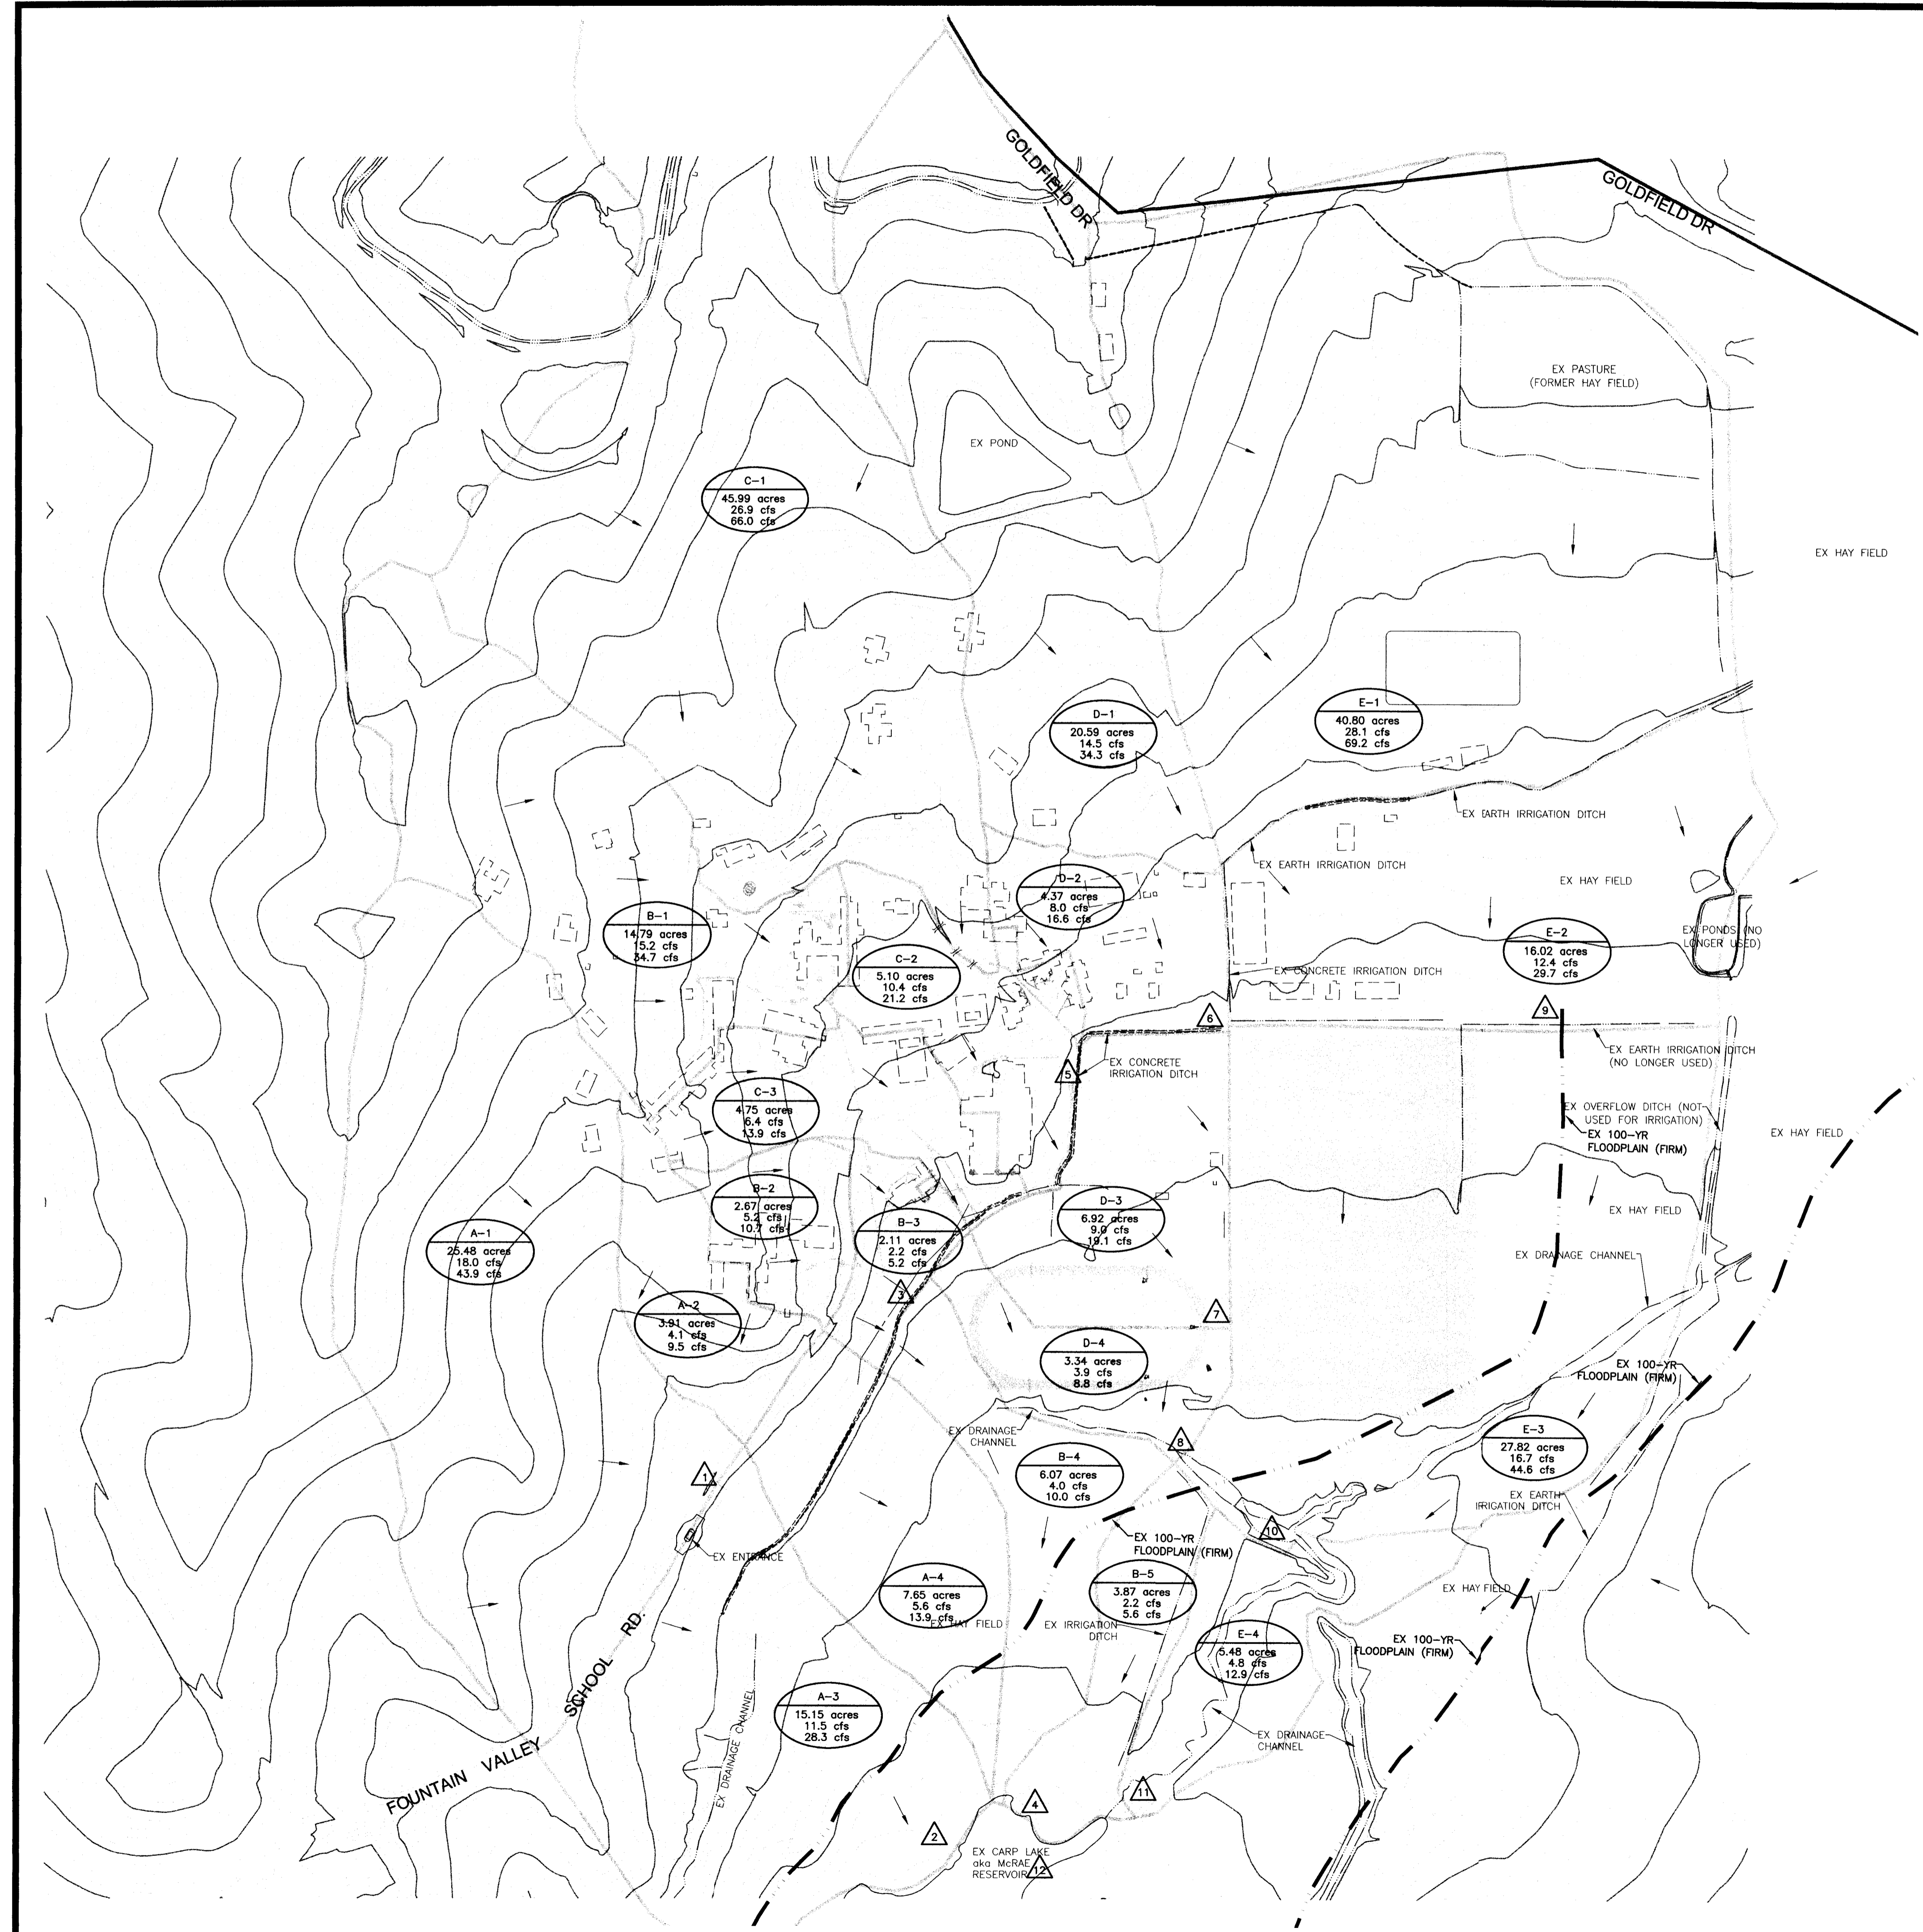 GOLDFIELD DR
GOLDFIELD DR
EX PASTURE
(FORMER HAY FIELD)
EX POND
C-1
45.99 acres
26.9 cfs
66.0 cfs
EX HAY FIELD
D-1
20.59 acres
14.5 cfs
34.3 cfs
E-1
40.80 acres
28.1 cfs
69.2 cfs
EX EARTH IRRIGATION DITCH
EX EARTH IRRIGATION DITCH
EX HAY FIELD
D-2
4.37 acres
8.0 cfs
16.6 cfs
B-1
14.79 acres
15.2 cfs
34.7 cfs
C-2
5.10 acres
10.4 cfs
21.2 cfs
E-2
16.02 acres
12.4 cfs
29.7 cfs
EX PONDS (NO
LONGER USED)
EX CONCRETE IRRIGATION DITCH
6
9
EX EARTH IRRIGATION DITCH
(NO LONGER USED)
EX CONCRETE
IRRIGATION DITCH
5
C-3
4.75 acres
6.4 cfs
13.9 cfs
EX OVERFLOW DITCH (NOT
USED FOR IRRIGATION)
EX 100-YR
FLOODPLAIN (FIRM)
EX HAY FIELD
B-2
2.67 acres
5.2 cfs
10.7 cfs
D-3
6.92 acres
9.0 cfs
19.1 cfs
EX HAY FIELD
B-3
2.11 acres
2.2 cfs
5.2 cfs
A-1
25.48 acres
18.0 cfs
43.9 cfs
EX DRAINAGE CHANNEL
3
A-2
3.91 acres
4.1 cfs
9.5 cfs
7
D-4
3.34 acres
3.9 cfs
8.8 cfs
EX 100-YR
FLOODPLAIN (FIRM)
EX DRAINAGE
CHANNEL
8
E-3
27.82 acres
16.7 cfs
44.6 cfs
B-4
6.07 acres
4.0 cfs
10.0 cfs
1
EX EARTH
IRRIGATION DITCH
10
EX 100-YR
FLOODPLAIN (FIRM)
EX ENTRANCE
A-4
7.65 acres
5.6 cfs
13.9 cfs
EX HAY FIELD
B-5
3.87 acres
2.2 cfs
5.6 cfs
EX HAY FIELD
EX IRRIGATION
DITCH
E-4
5.48 acres
4.8 cfs
12.9 cfs
EX 100-YR
FLOODPLAIN (FIRM)
A-3
15.15 acres
11.5 cfs
28.3 cfs
EX DRAINAGE CHANNEL
EX DRAINAGE
CHANNEL
FOUNTAIN VALLEY SCHOOL RD.
4
11
2
EX CARP LAKE
aka McRAE
RESERVOIR
12